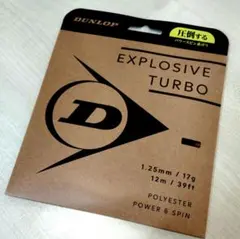 DUNLOP
圧倒する
EXPLOSIVE
TURBO
D
1.25mm / 17g
12m / 39ft
POLYESTER
POWER & SPIN